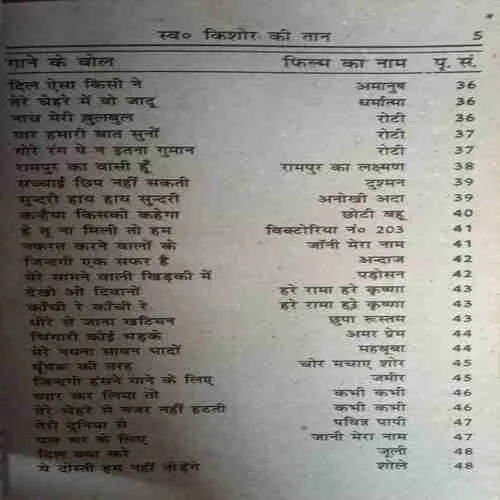 स्व० किशोर की तान 5
गाने के बोल फिल्म का नाम पृ. सं.
दिल ऐसा किसी ने अमानुष 36
तेरे चेहरे में वो जादू धर्मात्मा 36
नाच मेरी बुलबुल रोटी 36
यार हमारी बात सुनों रोटी 37
गोरे रंग पे न इतना गुमान रोटी 37
रामपुर का वासी हूँ रामपुर का लक्ष्मण 38
सच्चाई छिप नहीं सकती दुश्मन 39
सुन्दरी हाय हाय सुन्दरी अनोखी अदा 39
कन्हैया किसको कहेगा छोटी बहू 40
हे तू ना मिली तो हम विक्टोरिया नं० 203 41
नफरत करने वालों के जॉनी मेरा नाम 41
जिन्दगी एक सफर है अन्दाज 42
मेरे सामने वाली खिड़की में पड़ोसन 42
देखो ओ दिवानों हरे रामा हरे कृष्णा 43
काँची रे काँची रे हरे रामा हरे कृष्णा 43
धीरे से जाना खटियन छुपा रूस्तम 43
चिंगारी कोई भड़के अमर प्रेम 44
मेरे नयना सावन भादों महबूबा 44
घुँघरू की तरह चोर मचाए शोर 45
जिन्दगी हंसने गाने के लिए जमीर 45
प्यार कर लिया तो कभी कभी 46
तेरे चेहरे से नजर नहीं हटती कभी कभी 46
तेरी दुनिया से पवित्र पापी 47
पल भर के लिए जानी मेरा नाम 47
दिल क्या करे जूली 48
ये दोस्ती हम नहीं तोड़ेगे शोले 48